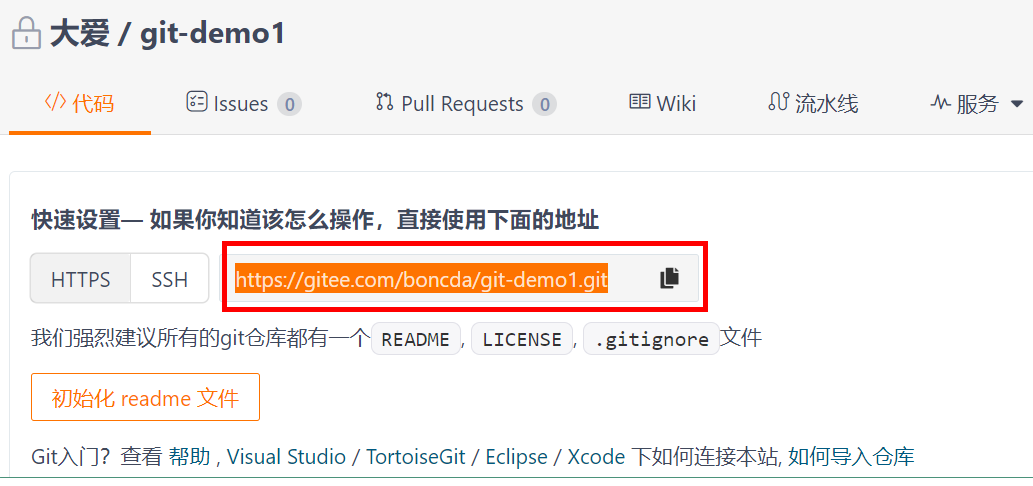 大爱 / git-demo1
代码 Issues 0 Pull Requests 0 Wiki 流水线 服务
快速设置— 如果你知道该怎么操作，直接使用下面的地址
HTTPS SSH https://gitee.com/boncda/git-demo1.git
我们强烈建议所有的git仓库都有一个 README, LICENSE, .gitignore 文件
初始化 readme 文件
Git入门？查看 帮助 , Visual Studio / TortoiseGit / Eclipse / Xcode 下如何连接本站, 如何导入仓库